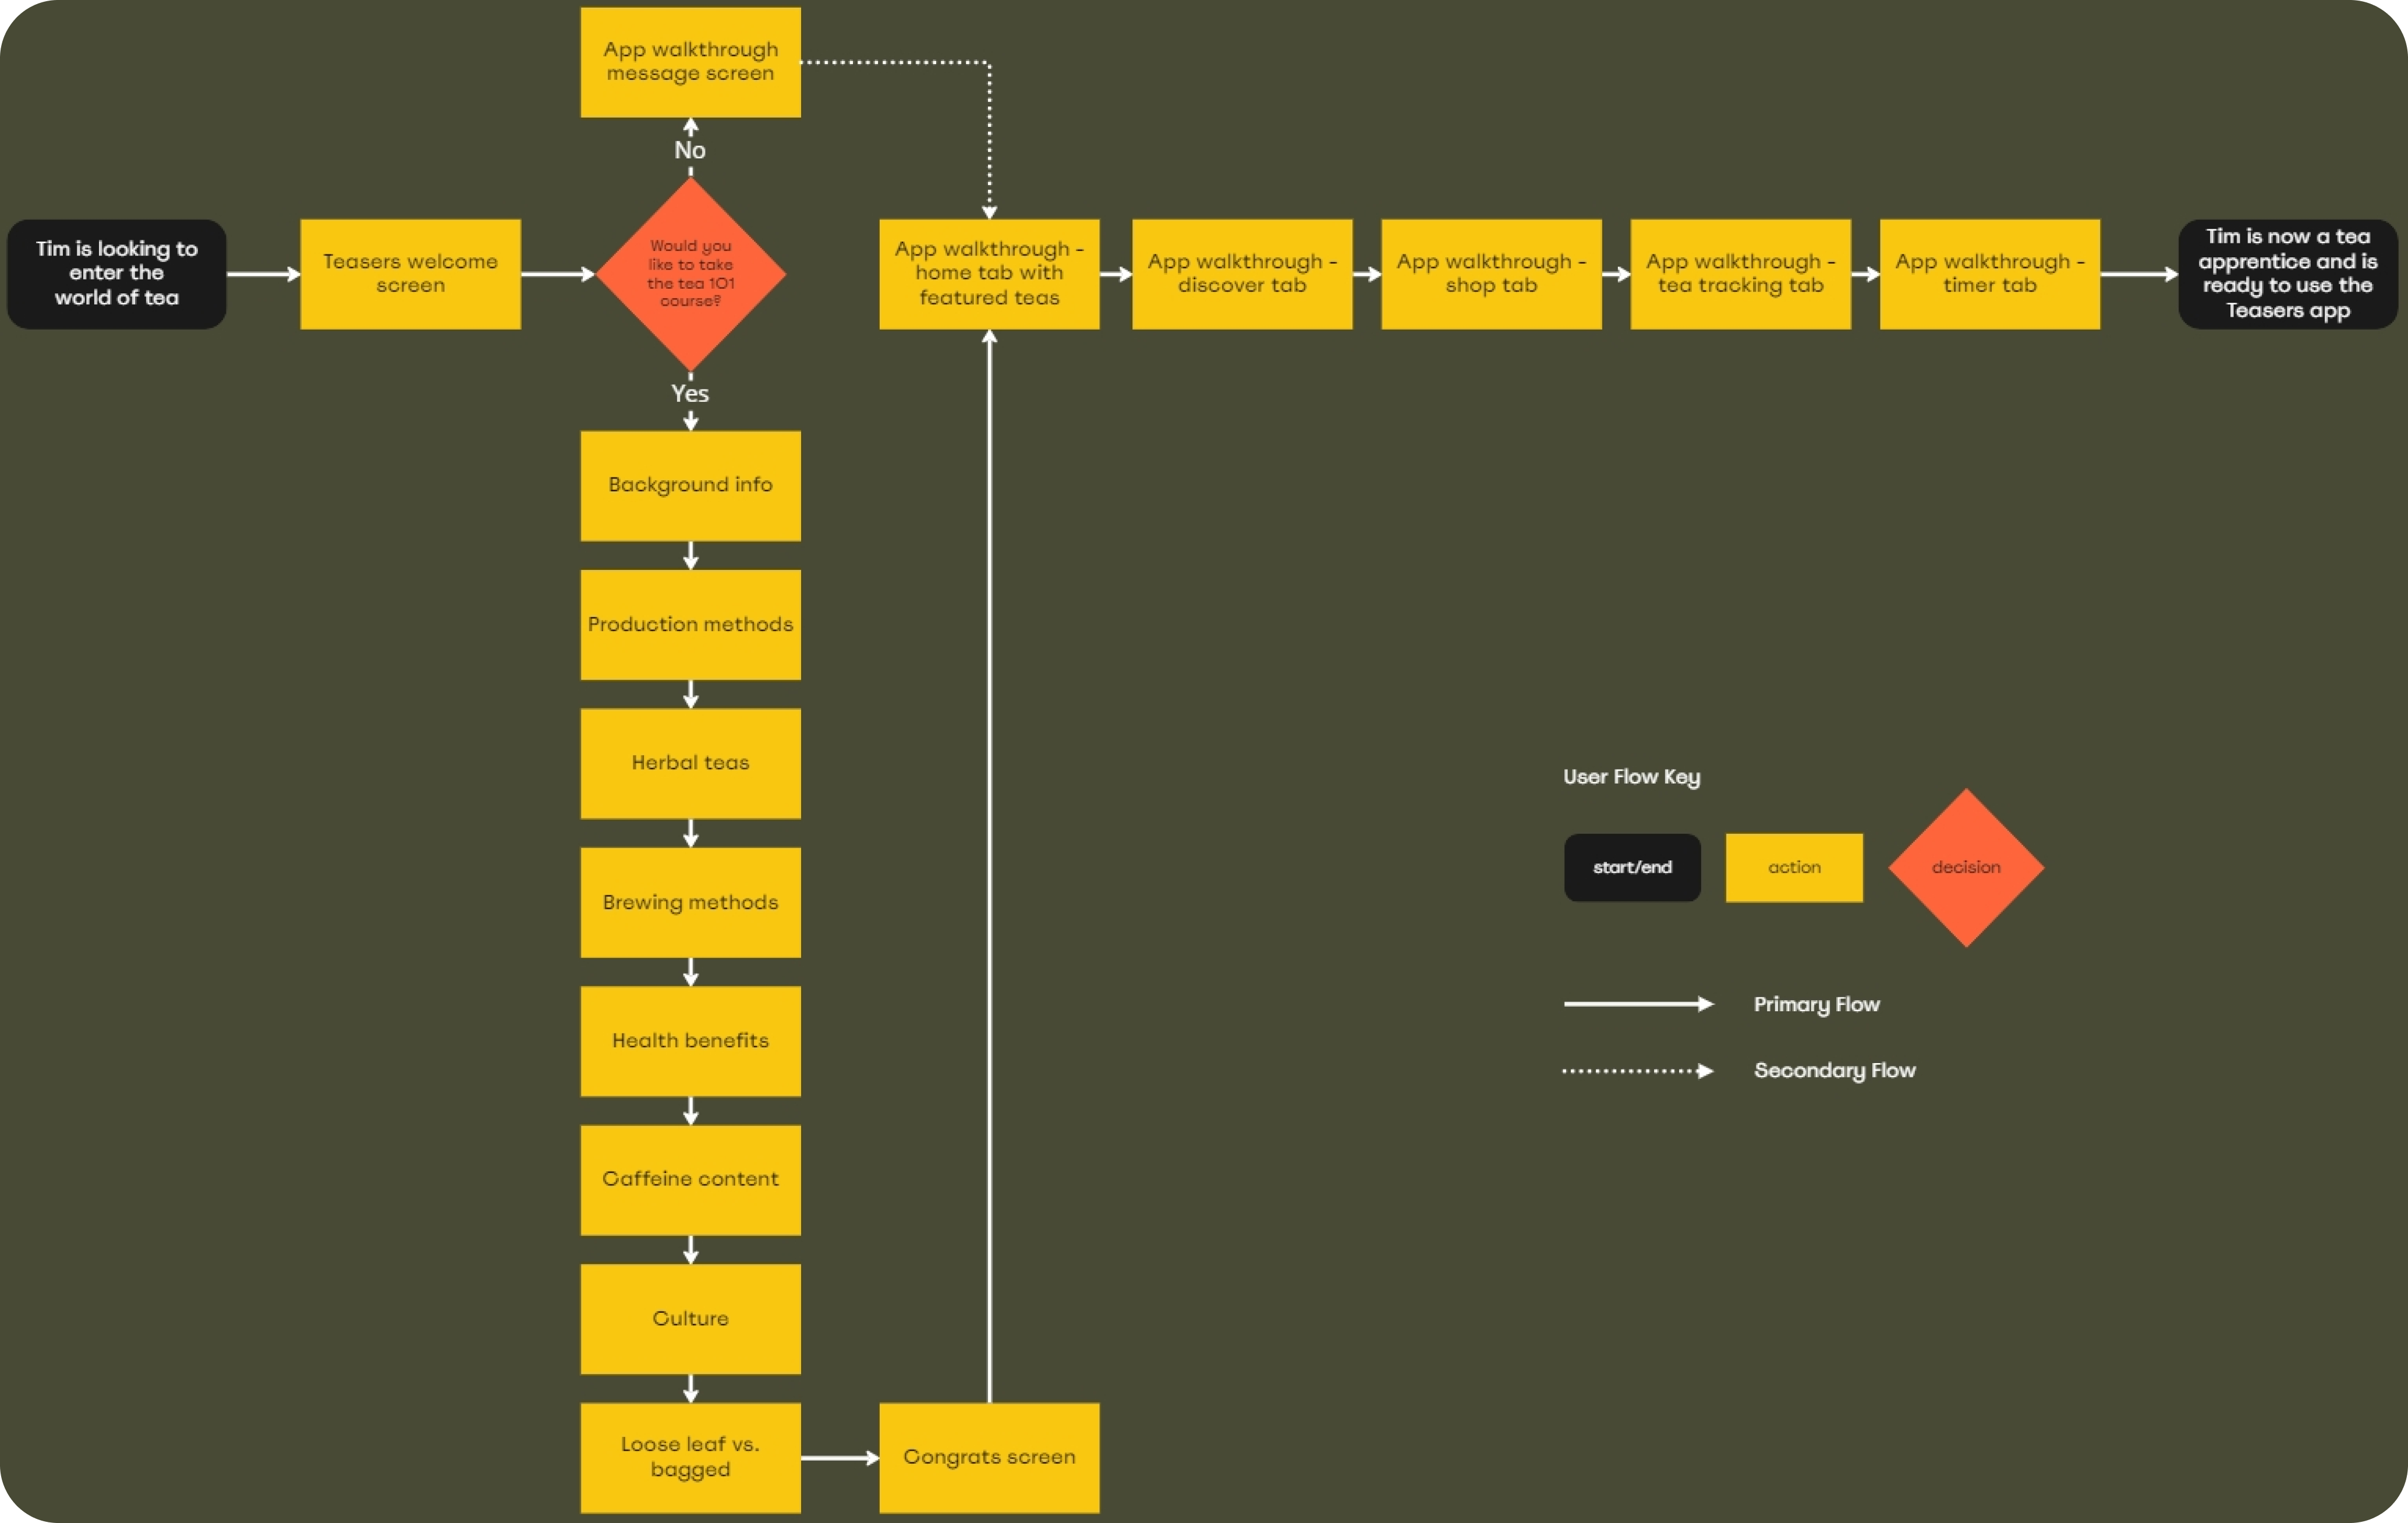 App walkthrough
message screen
No
Tim is looking to
enter the
world of tea
Teasers welcome
screen
Would you
like to take
the tea 101
course?
App walkthrough -
home tab with
featured teas
App walkthrough -
discover tab
App walkthrough -
shop tab
App walkthrough -
tea tracking tab
App walkthrough -
timer tab
Tim is now a tea
apprentice and is
ready to use the
Teasers app
Yes
Background info
Production methods
Herbal teas
Brewing methods
Health benefits
Caffeine content
Culture
Loose leaf vs.
bagged
Congrats screen
User Flow Key
start/end
action
decision
Primary Flow
Secondary Flow